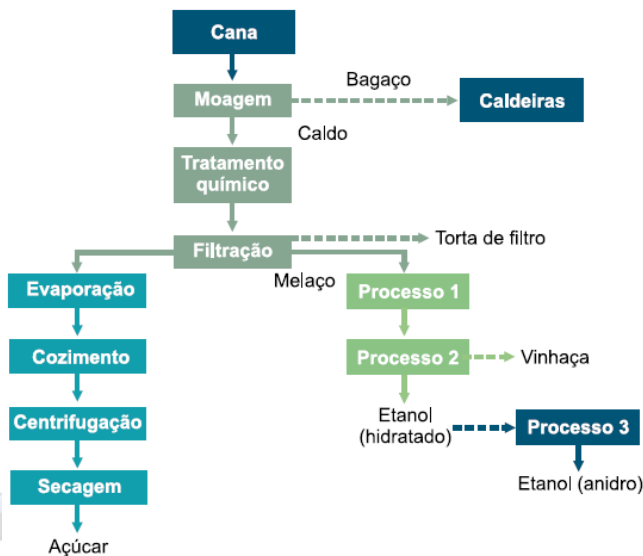 Cana
Bagaço
Moagem
Caldeiras
Caldo
Tratamento
químico
Filtração
Torta de filtro
Melaço
Evaporação
Processo 1
Cozimento
Processo 2
Vinhaça
Centrifugação
Etanol
(hidratado)
Processo 3
Secagem
Etanol (anidro)
Açúcar